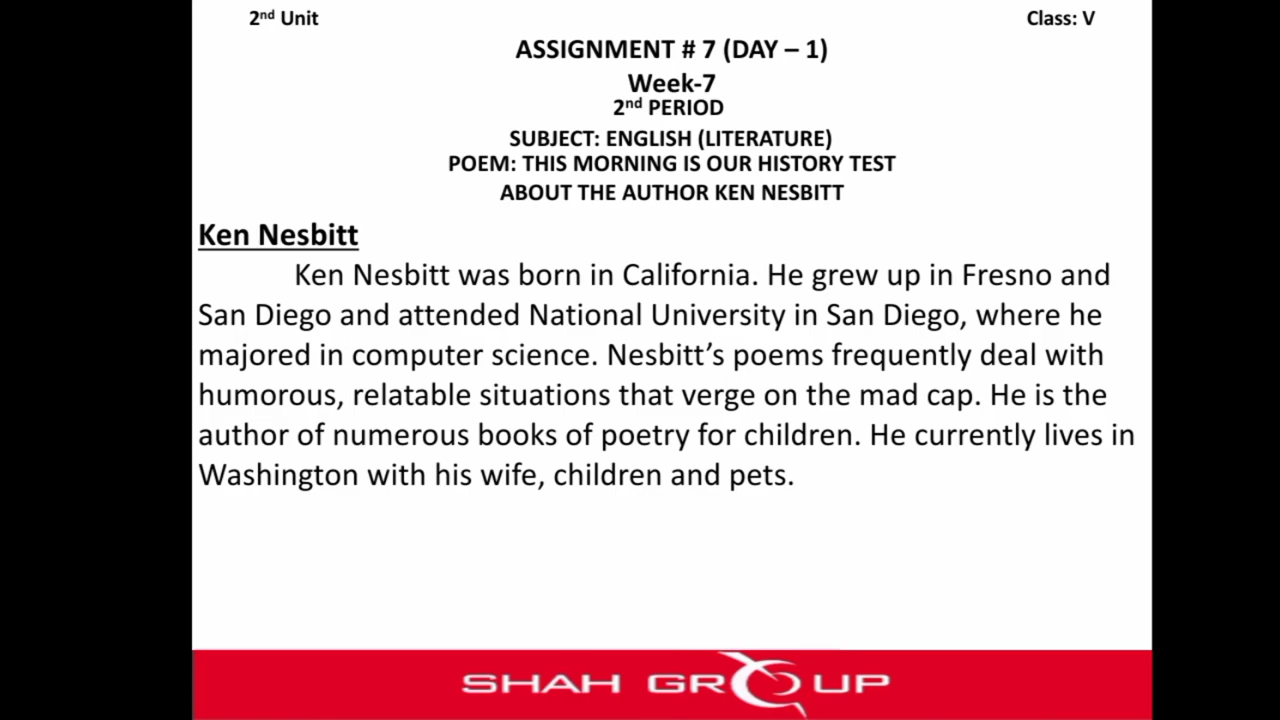 2nd Unit
Class: V
ASSIGNMENT # 7 (DAY – 1)
Week-7
2nd PERIOD
SUBJECT: ENGLISH (LITERATURE)
POEM: THIS MORNING IS OUR HISTORY TEST
ABOUT THE AUTHOR KEN NESBITT
Ken Nesbitt
Ken Nesbitt was born in California. He grew up in Fresno and
San Diego and attended National University in San Diego, where he
majored in computer science. Nesbitt’s poems frequently deal with
humorous, relatable situations that verge on the mad cap. He is the
author of numerous books of poetry for children. He currently lives in
Washington with his wife, children and pets.
SHAH GROUP